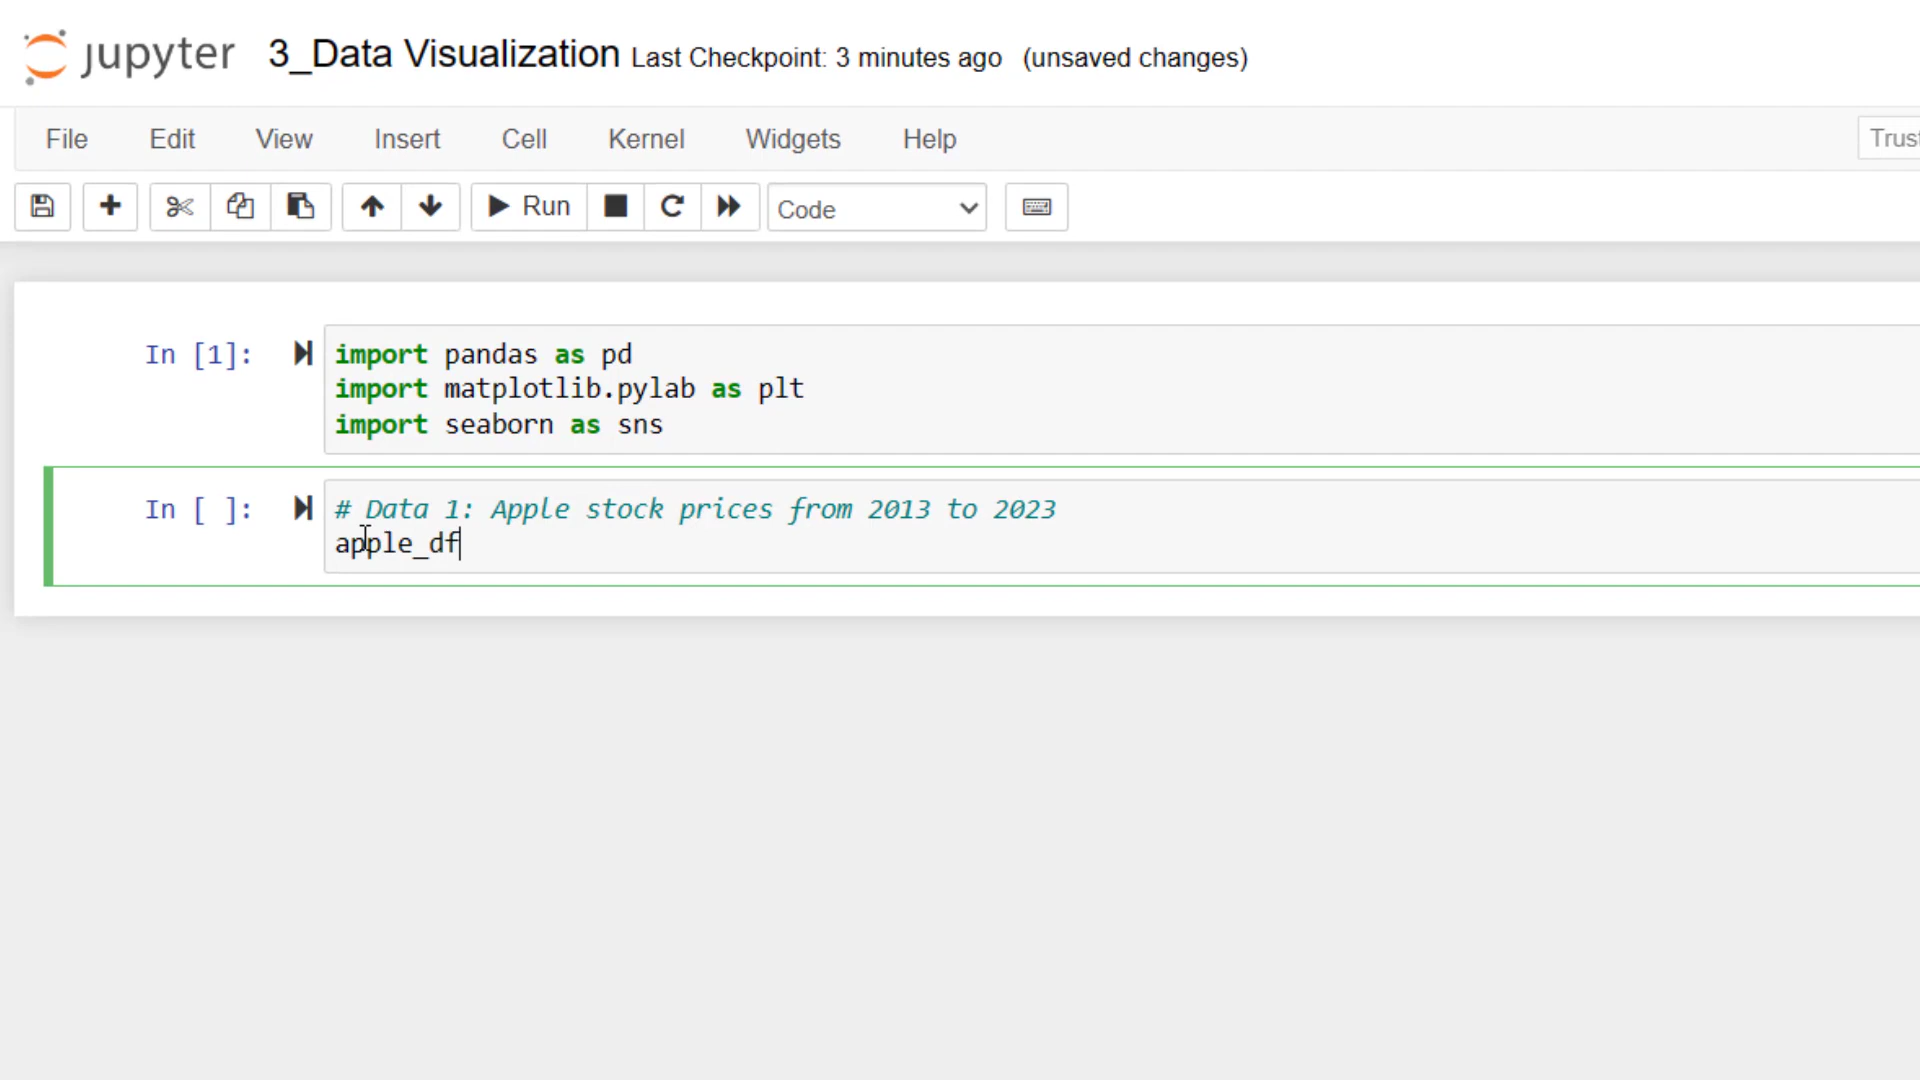 jupyter 3_Data Visualization Last Checkpoint: 3 minutes ago (unsaved changes)
File Edit View Insert Cell Kernel Widgets Help Trus
Run Code
In [1]: import pandas as pd
import matplotlib.pylab as plt
import seaborn as sns
In [ ]: # Data 1: Apple stock prices from 2013 to 2023
apple_df